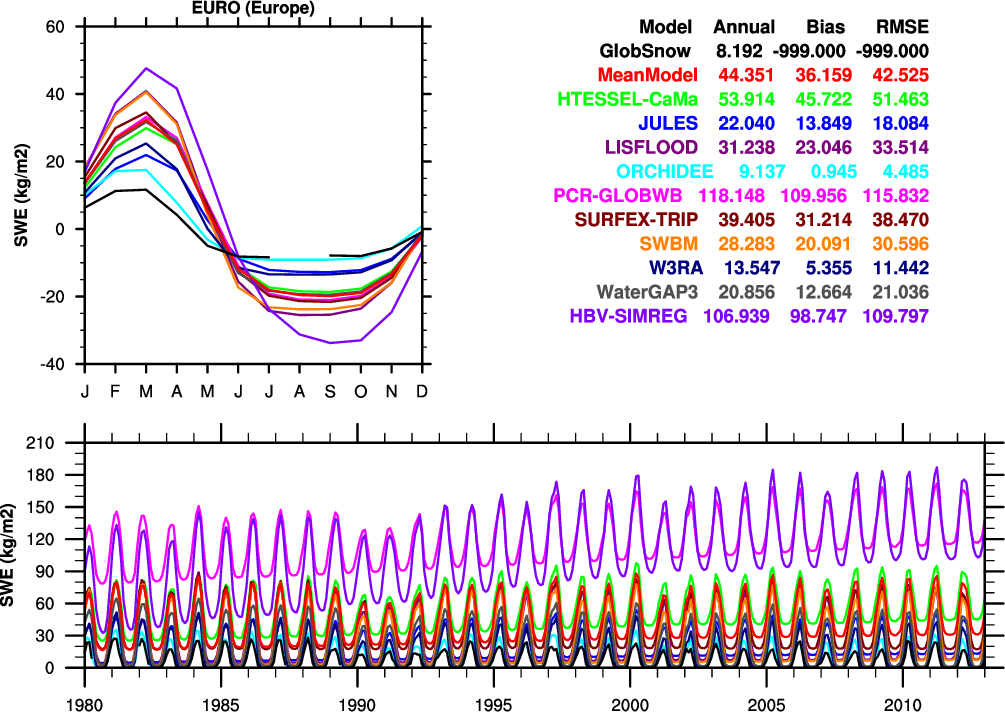 EURO (Europe)
Model Annual Bias RMSE
GlobSnow 8.192 -999.000 -999.000
MeanModel 44.351 36.159 42.525
HTESSEL-CaMa 53.914 45.722 51.463
JULES 22.040 13.849 18.084
LISFLOOD 31.238 23.046 33.514
ORCHIDEE 9.137 0.945 4.485
PCR-GLOBWB 118.148 109.956 115.832
SURFEX-TRIP 39.405 31.214 38.470
SWBM 28.283 20.091 30.596
W3RA 13.547 5.355 11.442
WaterGAP3 20.856 12.664 21.036
HBV-SIMREG 106.939 98.747 109.797
SWE (kg/m2)
60
40
20
0
-20
-40
J F M A M J J A S O N D
SWE (kg/m2)
210
180
150
120
90
60
30
0
1980 1985 1990 1995 2000 2005 2010